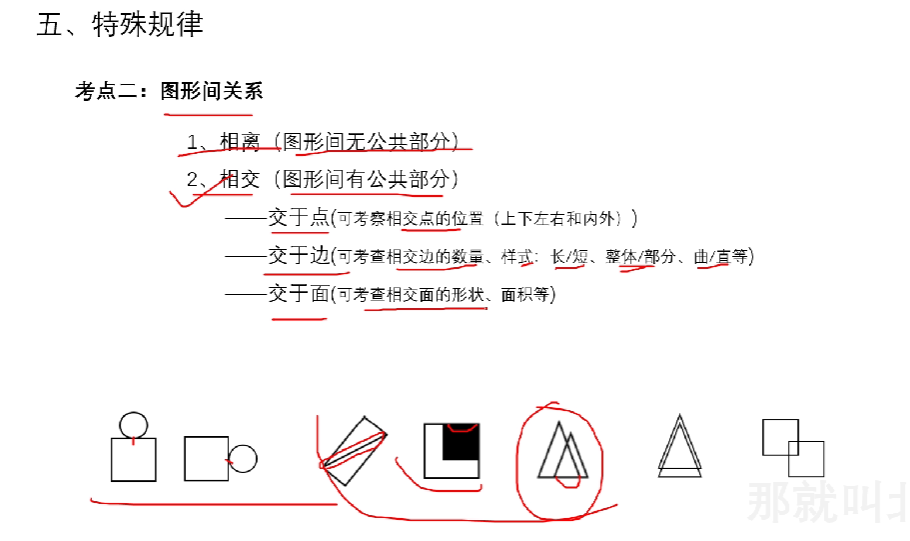 五、特殊规律
考点二：图形间关系
1、相离（图形间无公共部分）
2、相交（图形间有公共部分）
——交于点(可考察相交点的位置（上下左右和内外）)
——交于边(可考查相交边的数量、样式：长/短、整体/部分、曲/直等)
——交于面(可考查相交面的形状、面积等)
那就叫北